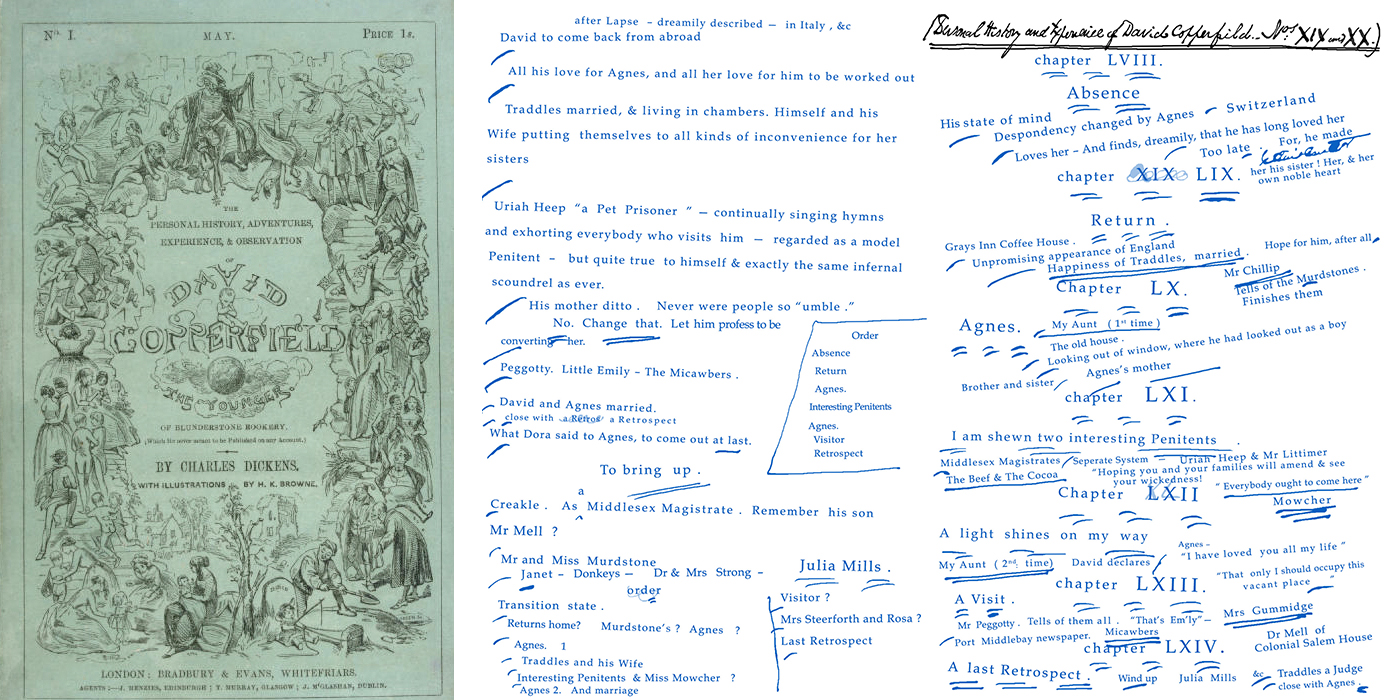 No. I.
MAY.
PRICE 1s.
THE
PERSONAL HISTORY, ADVENTURES,
EXPERIENCE, & OBSERVATION
OF
DAVID
COPPERFIELD
THE YOUNGER
OF BLUNDERSTONE ROOKERY.
(Which He never meant to be Published on any Account.)
BY CHARLES DICKENS.
WITH ILLUSTRATIONS BY H. K. BROWNE.
LONDON: BRADBURY & EVANS, WHITEFRIARS.
AGENTS:—J. MENZIES, EDINBURGH; T. MURRAY, GLASGOW; J. M'GLASHAN, DUBLIN.
after Lapse – dreamily described – in Italy , &c
David to come back from abroad
All his love for Agnes, and all her love for him to be worked out
Traddles married, & living in chambers. Himself and his
Wife putting themselves to all kinds of inconvenience for her
sisters
Uriah Heep "a Pet Prisoner " – continually singing hymns
and exhorting everybody who visits him – regarded as a model
Penitent – but quite true to himself & exactly the same infernal
scoundrel as ever.
His mother ditto . Never were people so "umble ."
No. Change that. Let him profess to be
converting her.
Peggotty. Little Emily – The Micawbers .
David and Agnes married.
close with a Retros a Retrospect
What Dora said to Agnes, to come out at last.
Order
Absence
Return
Agnes.
Interesting Penitents
Agnes.
Visitor
Retrospect
To bring up .
a
Creakle . As Middlesex Magistrate . Remember his son
Mr Mell ?
Mr and Miss Murdstone
Janet – Donkeys – Dr & Mrs Strong –
order
Transition state .
Returns home? Murdstone's ? Agnes ?
Agnes. 1
Traddles and his Wife
Interesting Penitents & Miss Mowcher ?
Agnes 2. And marriage
Julia Mills .
Visitor ?
Mrs Steerforth and Rosa ?
Last Retrospect
(Personal History and Experience of David Copperfield.—Nos XIX and XX.)
chapter LVIII.
Absence
His state of mind
Despondency changed by Agnes – Switzerland
Loves her – And finds, dreamily, that he has long loved her
Too late . For, he made
her his sister ! Her, & her
own noble heart
chapter XIX LIX.
Return .
Grays Inn Coffee House .
Unpromising appearance of England
Happiness of Traddles, married .
Hope for him, after all
Mr Chillip
Tells of the Murdstones .
Finishes them
Chapter LX.
Agnes.
My Aunt ( 1st time )
The old house .
Looking out of window, where he had looked out as a boy
Agnes's mother
Brother and sister
chapter LXI.
I am shewn two interesting Penitents .
Middlesex Magistrates / Seperate System – Uriah Heep & Mr Littimer
The Beef & The Cocoa
"Hoping you and your families will amend & see
your wickedness!
"Everybody ought to come here"
Mowcher
Chapter LXII
A light shines on my way
Agnes –
"I have loved you all my life "
My Aunt ( 2nd. time) David declares
"That only I should occupy this
vacant place "
chapter LXIII.
A Visit .
Mr Peggotty . Tells of them all . "That's Em'ly"–
Mrs Gummidge
Port Middlebay newspaper. Micawbers
Dr Mell of
Colonial Salem House
chapter LXIV.
A last Retrospect .
Wind up Julia Mills &c Traddles a Judge
close with Agnes .